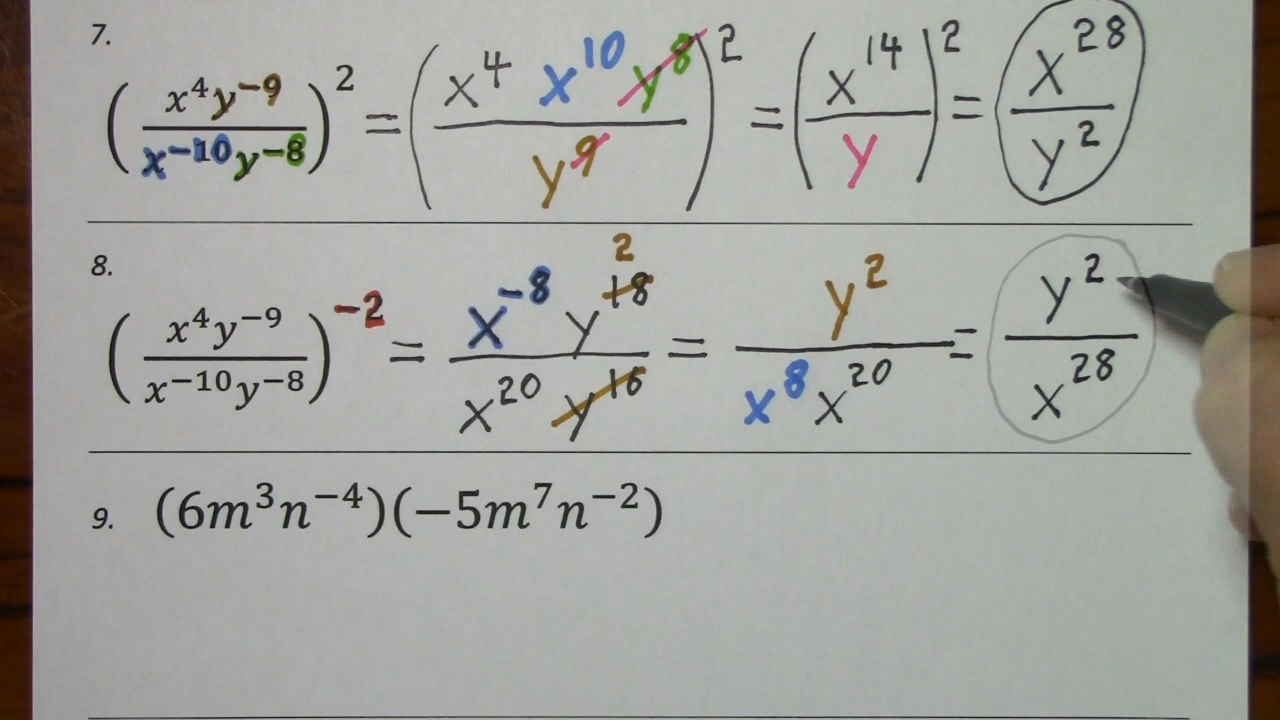 7.
(x⁴y⁻⁹ / x⁻¹⁰y⁻⁸)² = (x⁴ x¹⁰ y⁸ / y⁹)² = (x¹⁴ / y)² = x²⁸ / y²
8.
(x⁴y⁻⁹ / x⁻¹⁰y⁻⁸)⁻² = x⁻⁸ y⁺⁸ ² / x²⁰ y¹⁶ = y² / x⁸ x²⁰ = y² / x²⁸
9. (6m³n⁻⁴)(−5m⁷n⁻²)